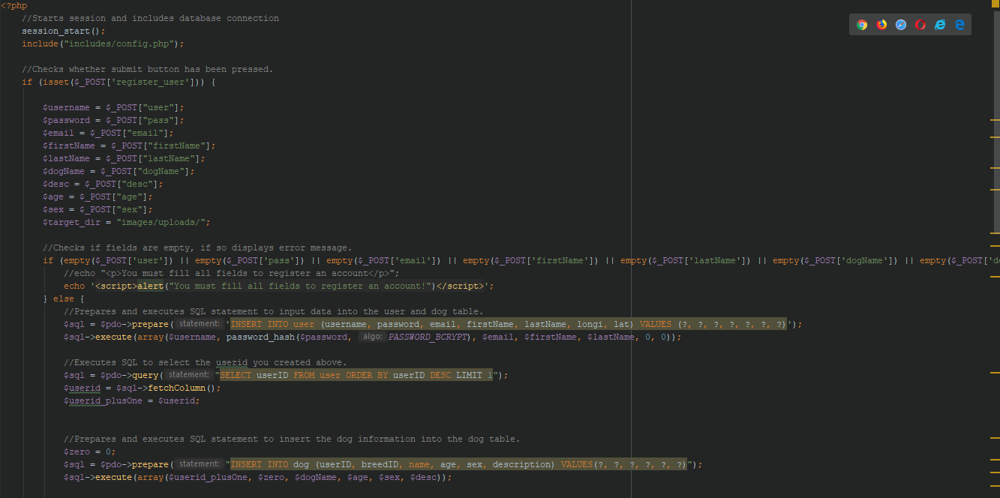 <?php
//Starts session and includes database connection
session_start();
include("includes/config.php");
//Checks whether submit button has been pressed.
if (isset($_POST['register_user'])) {
$username = $_POST["user"];
$password = $_POST["pass"];
$email = $_POST["email"];
$firstName = $_POST["firstName"];
$lastName = $_POST["lastName"];
$dogName = $_POST["dogName"];
$desc = $_POST["desc"];
$age = $_POST["age"];
$sex = $_POST["sex"];
$target_dir = "images/uploads/";
//Checks if fields are empty, if so displays error message.
if (empty($_POST['user']) || empty($_POST['pass']) || empty($_POST['email']) || empty($_POST['firstName']) || empty($_POST['lastName']) || empty($_POST['dogName']) || empty($_POST['de
//echo "<p>You must fill all fields to register an account</p>";
echo '<script>alert("You must fill all fields to register an account!")</script>';
} else {
//Prepares and executes SQL statement to input data into the user and dog table.
$sql = $pdo->prepare( statement: 'INSERT INTO user (username, password, email, firstName, lastName, longi, lat) VALUES (?, ?, ?, ?, ?, ?, ?)');
$sql->execute(array($username, password_hash($password, algo: PASSWORD_BCRYPT), $email, $firstName, $lastName, 0, 0));
//Executes SQL to select the userid you created above.
$sql = $pdo->query( statement: "SELECT userID FROM user ORDER BY userID DESC LIMIT 1");
$userid = $sql->fetchColumn();
$userid_plusOne = $userid;
//Prepares and executes SQL statement to insert the dog information into the dog table.
$zero = 0;
$sql = $pdo->prepare( statement: "INSERT INTO dog (userID, breedID, name, age, sex, description) VALUES(?, ?, ?, ?, ?, ?)");
$sql->execute(array($userid_plusOne, $zero, $dogName, $age, $sex, $desc));